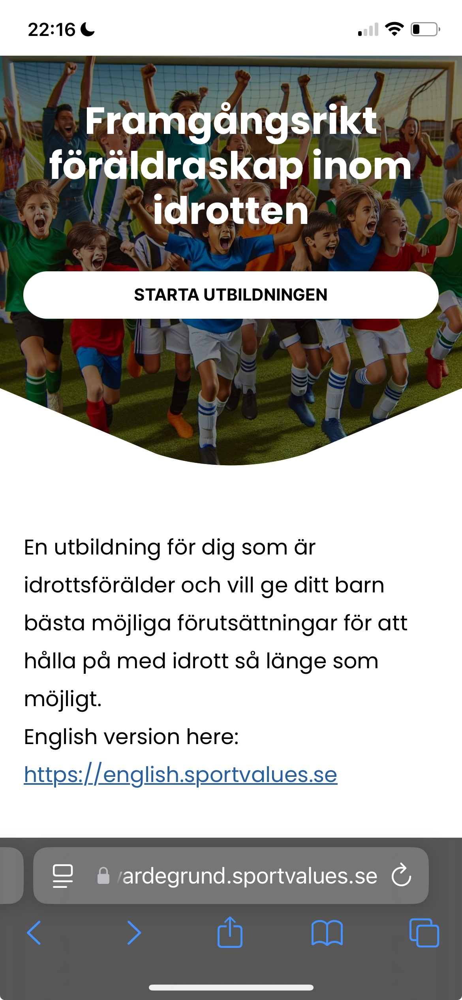 22:16
Framgångsrikt
föräldraskap inom
idrotten
STARTA UTBILDNINGEN
En utbildning för dig som är
idrottsförälder och vill ge ditt barn
bästa möjliga förutsättningar för att
hålla på med idrott så länge som
möjligt.
English version here:
https://english.sportvalues.se
ardegrund.sportvalues.se